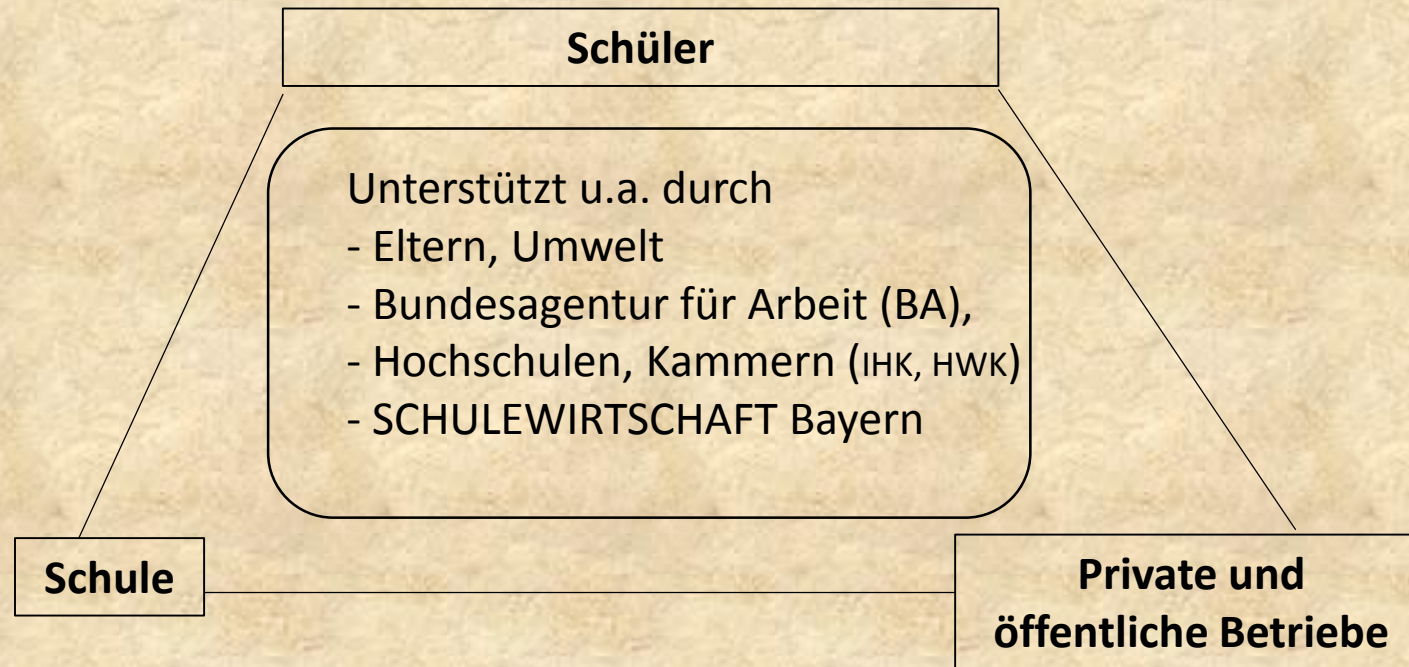 Schüler
Unterstützt u.a. durch
- Eltern, Umwelt
- Bundesagentur für Arbeit (BA),
- Hochschulen, Kammern (IHK, HWK)
- SCHULEWIRTSCHAFT Bayern
Schule
Private und
öffentliche Betriebe